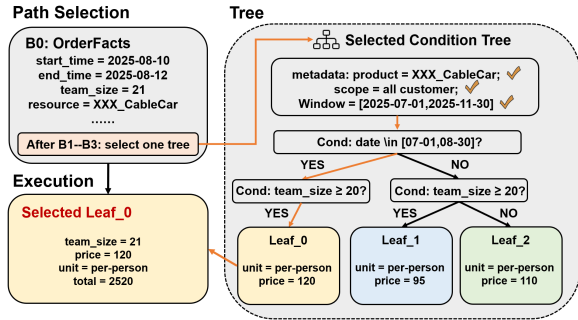 Path Selection
B0: OrderFacts
start_time = 2025-08-10
end_time = 2025-08-12
team_size = 21
resource = XXX_CableCar
......
After B1--B3: select one tree
Execution
Selected Leaf_0
team_size = 21
price = 120
unit = per-person
total = 2520
Tree
Selected Condition Tree
metadata: product = XXX_CableCar;
scope = all customer;
Window = [2025-07-01,2025-11-30]
Cond: date \in [07-01,08-30]?
YES
NO
Cond: team_size ≥ 20?
Cond: team_size ≥ 20?
YES
YES
NO
Leaf_0
unit = per-person
price = 120
Leaf_1
unit = per-person
price = 95
Leaf_2
unit = per-person
price = 110